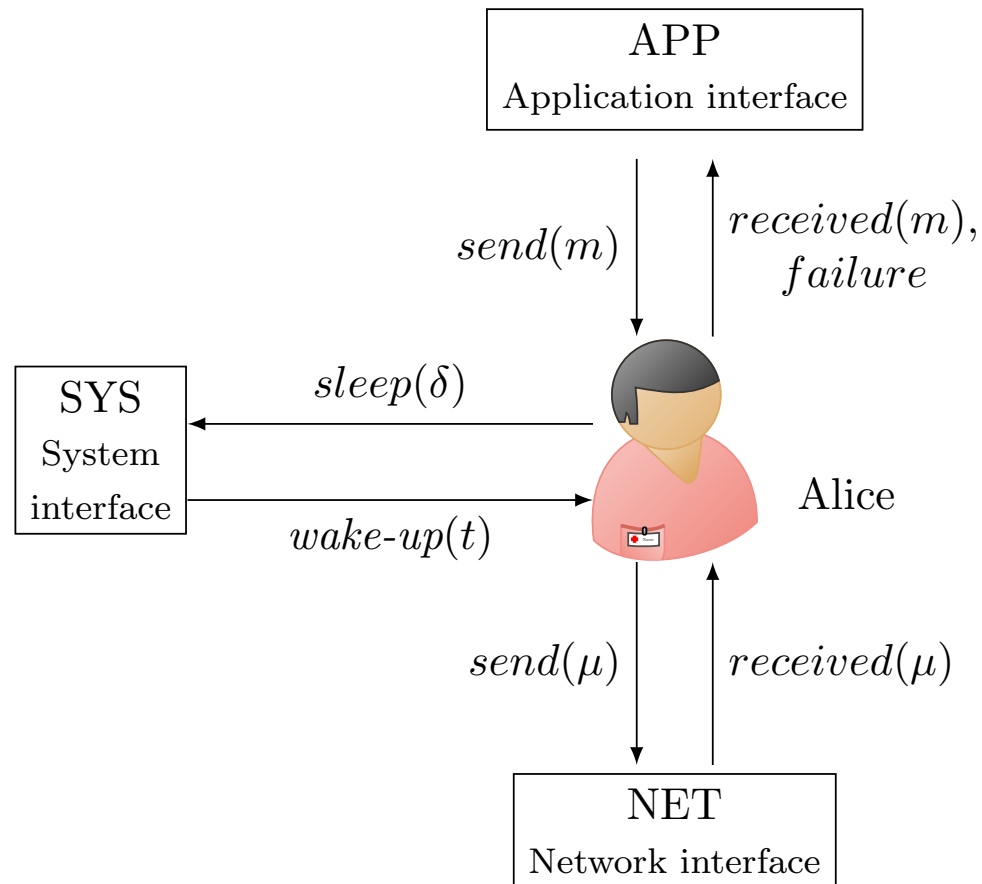 APP
Application interface
send(m)
received(m),
failure
SYS
System
interface
sleep(δ)
wake-up(t)
Alice
send(μ)
received(μ)
NET
Network interface